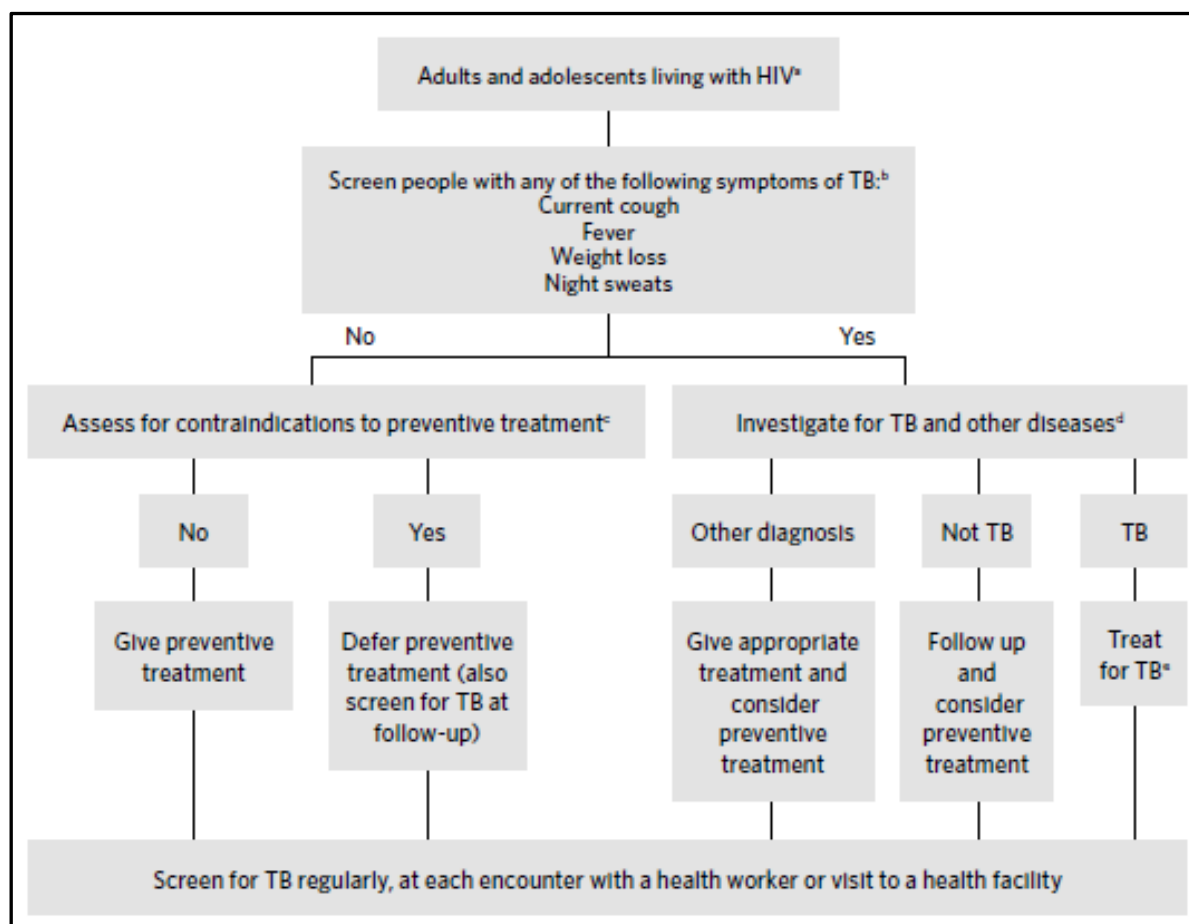 Adults and adolescents living with HIVᵃ
Screen people with any of the following symptoms of TB:ᵇ
Current cough
Fever
Weight loss
Night sweats
No
Yes
Assess for contraindications to preventive treatmentᶜ
Investigate for TB and other diseasesᵈ
No
Yes
Other diagnosis
Not TB
TB
Give preventive
treatment
Defer preventive
treatment (also
screen for TB at
follow-up)
Give appropriate
treatment and
consider
preventive
treatment
Follow up
and
consider
preventive
treatment
Treat
for TBᵉ
Screen for TB regularly, at each encounter with a health worker or visit to a health facility